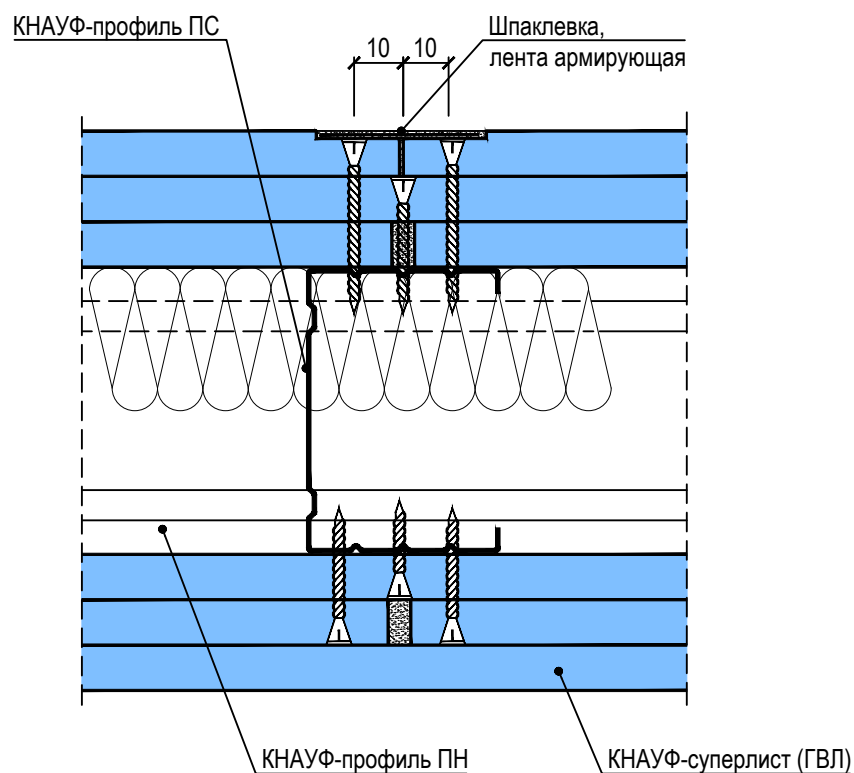 КНАУФ-профиль ПС
Шпаклевка,
лента армирующая
10 10
КНАУФ-профиль ПН
КНАУФ-суперлист (ГВЛ)